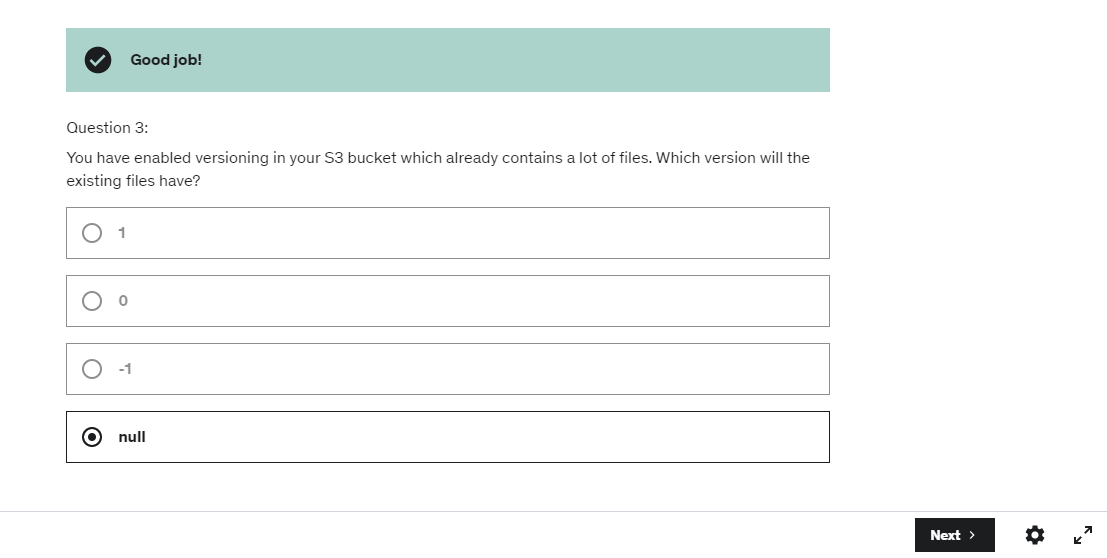 Good job!
Question 3:
You have enabled versioning in your S3 bucket which already contains a lot of files. Which version will the
existing files have?
1
0
-1
null
Next